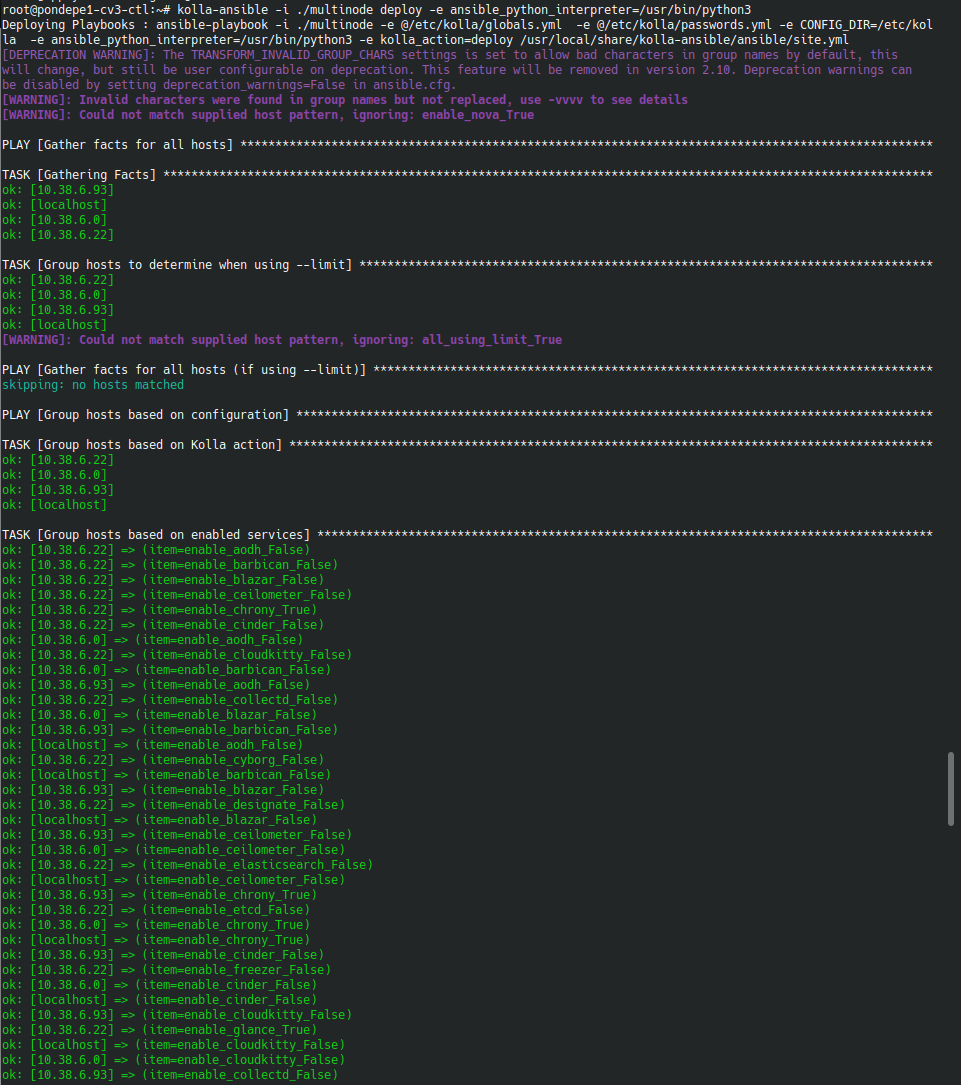 root@pondepe1-cv3-ctl:~# kolla-ansible -i ./multinode deploy -e ansible_python_interpreter=/usr/bin/python3
Deploying Playbooks : ansible-playbook -i ./multinode -e @/etc/kolla/globals.yml  -e @/etc/kolla/passwords.yml -e CONFIG_DIR=/etc/kol
la  -e ansible_python_interpreter=/usr/bin/python3 -e kolla_action=deploy /usr/local/share/kolla-ansible/ansible/site.yml
[DEPRECATION WARNING]: The TRANSFORM_INVALID_GROUP_CHARS settings is set to allow bad characters in group names by default, this
will change, but still be user configurable on deprecation. This feature will be removed in version 2.10. Deprecation warnings can
be disabled by setting deprecation_warnings=False in ansible.cfg.
[WARNING]: Invalid characters were found in group names but not replaced, use -vvvv to see details
[WARNING]: Could not match supplied host pattern, ignoring: enable_nova_True
PLAY [Gather facts for all hosts] ***************************************************************************************************
TASK [Gathering Facts] **************************************************************************************************************
ok: [10.38.6.93]
ok: [localhost]
ok: [10.38.6.0]
ok: [10.38.6.22]
TASK [Group hosts to determine when using --limit] **********************************************************************************
ok: [10.38.6.22]
ok: [10.38.6.0]
ok: [10.38.6.93]
ok: [localhost]
[WARNING]: Could not match supplied host pattern, ignoring: all_using_limit_True
PLAY [Gather facts for all hosts (if using --limit)] ********************************************************************************
skipping: no hosts matched
PLAY [Group hosts based on configuration] *******************************************************************************************
TASK [Group hosts based on Kolla action] ********************************************************************************************
ok: [10.38.6.22]
ok: [10.38.6.0]
ok: [10.38.6.93]
ok: [localhost]
TASK [Group hosts based on enabled services] ****************************************************************************************
ok: [10.38.6.22] => (item=enable_aodh_False)
ok: [10.38.6.22] => (item=enable_barbican_False)
ok: [10.38.6.22] => (item=enable_blazar_False)
ok: [10.38.6.22] => (item=enable_ceilometer_False)
ok: [10.38.6.22] => (item=enable_chrony_True)
ok: [10.38.6.22] => (item=enable_cinder_False)
ok: [10.38.6.0] => (item=enable_aodh_False)
ok: [10.38.6.22] => (item=enable_cloudkitty_False)
ok: [10.38.6.0] => (item=enable_barbican_False)
ok: [10.38.6.93] => (item=enable_aodh_False)
ok: [10.38.6.22] => (item=enable_collectd_False)
ok: [10.38.6.0] => (item=enable_blazar_False)
ok: [10.38.6.93] => (item=enable_barbican_False)
ok: [localhost] => (item=enable_aodh_False)
ok: [10.38.6.22] => (item=enable_cyborg_False)
ok: [localhost] => (item=enable_barbican_False)
ok: [10.38.6.93] => (item=enable_blazar_False)
ok: [10.38.6.22] => (item=enable_designate_False)
ok: [localhost] => (item=enable_blazar_False)
ok: [10.38.6.93] => (item=enable_ceilometer_False)
ok: [10.38.6.0] => (item=enable_ceilometer_False)
ok: [10.38.6.22] => (item=enable_elasticsearch_False)
ok: [localhost] => (item=enable_ceilometer_False)
ok: [10.38.6.93] => (item=enable_chrony_True)
ok: [10.38.6.22] => (item=enable_etcd_False)
ok: [10.38.6.0] => (item=enable_chrony_True)
ok: [localhost] => (item=enable_chrony_True)
ok: [10.38.6.93] => (item=enable_cinder_False)
ok: [10.38.6.22] => (item=enable_freezer_False)
ok: [10.38.6.0] => (item=enable_cinder_False)
ok: [localhost] => (item=enable_cinder_False)
ok: [10.38.6.93] => (item=enable_cloudkitty_False)
ok: [10.38.6.22] => (item=enable_glance_True)
ok: [localhost] => (item=enable_cloudkitty_False)
ok: [10.38.6.0] => (item=enable_cloudkitty_False)
ok: [10.38.6.93] => (item=enable_collectd_False)